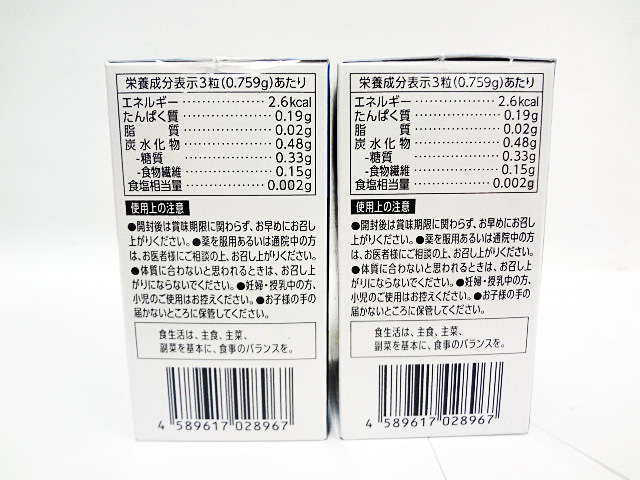 栄養成分表示3粒(0.759g)あたり
エネルギー………………2.6kcal
たんぱく質………………0.19g
脂　　質………………0.02g
炭水化物………………0.48g
-糖質………………0.33g
-食物繊維………………0.15g
食塩相当量…………0.002g
使用上の注意
●開封後は賞味期限に関わらず、お早めにお召し
上がりください。●薬を服用あるいは通院中の方
は、お医者様にご相談の上、お召し上がりください。
●体質に合わないと思われるときは、お召し上
がりにならないでください。●妊婦・授乳中の方、
小児のご使用はお控えください。●お子様の手の
届かないところに保管してください。
食生活は、主食、主菜、
副菜を基本に、食事のバランスを。
4 589617 028967
栄養成分表示3粒(0.759g)あたり
エネルギー………………2.6kcal
たんぱく質………………0.19g
脂　　質………………0.02g
炭水化物………………0.48g
-糖質………………0.33g
-食物繊維………………0.15g
食塩相当量…………0.002g
使用上の注意
●開封後は賞味期限に関わらず、お早めにお召し
上がりください。●薬を服用あるいは通院中の方
は、お医者様にご相談の上、お召し上がりください。
●体質に合わないと思われるときは、お召し上
がりにならないでください。●妊婦・授乳中の方、
小児のご使用はお控えください。●お子様の手の
届かないところに保管してください。
食生活は、主食、主菜、
副菜を基本に、食事のバランスを。
4 589617 028967